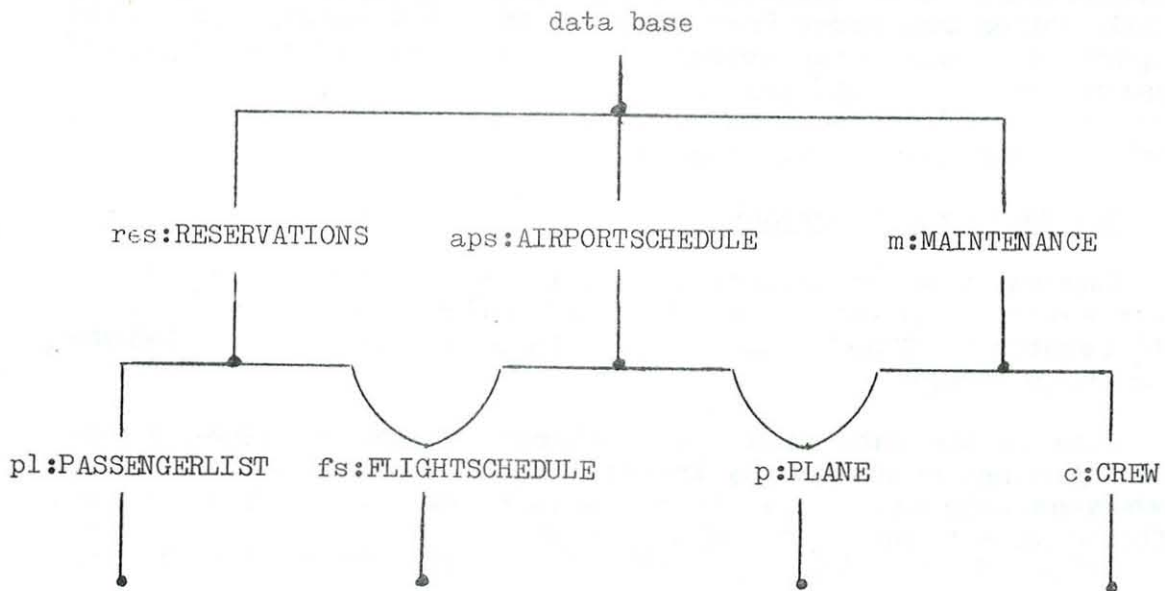 data base
res:RESERVATIONS aps:AIRPORTSCHEDULE m:MAINTENANCE
pl:PASSENGERLIST fs:FLIGHTSCHEDULE p:PLANE c:CREW